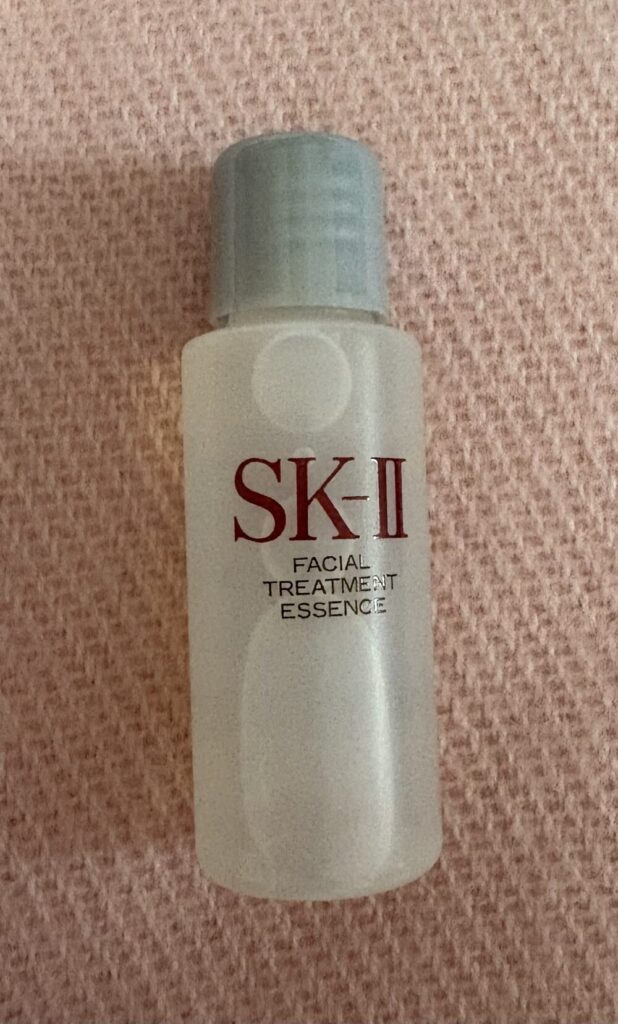 SK-II
FACIAL
TREATMENT
ESSENCE